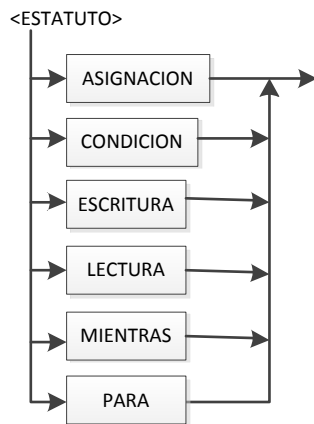 <ESTATUTO>
ASIGNACION
CONDICION
ESCRITURA
LECTURA
MIENTRAS
PARA